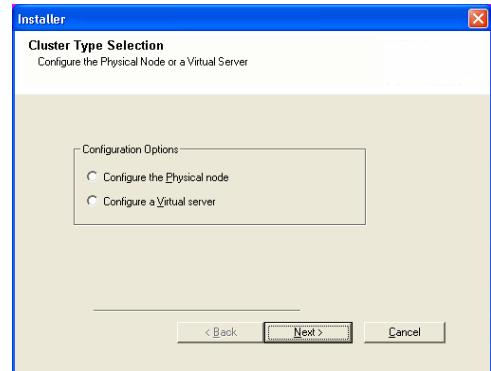 Installer
Cluster Type Selection
Configure the Physical Node or a Virtual Server
Configuration Options
Configure the Physical node
Configure a Virtual server
< Back
Next >
Cancel